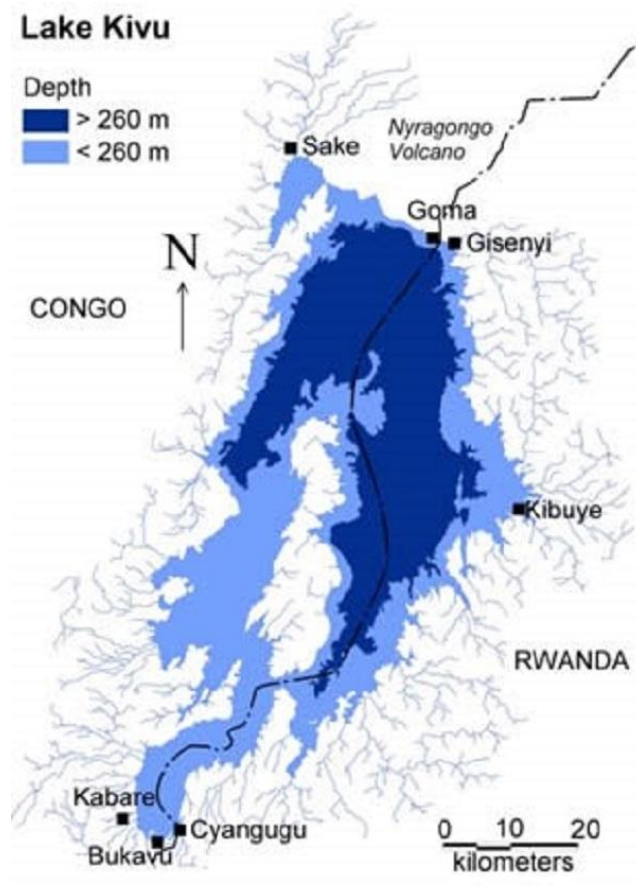 Lake Kivu
Depth
> 260 m
< 260 m
Sake
Nyragongo
Volcano
Goma
Gisenyi
N
CONGO
Kibuye
RWANDA
Kabare
Cyangugu
Bukavu
0 10 20
kilometers